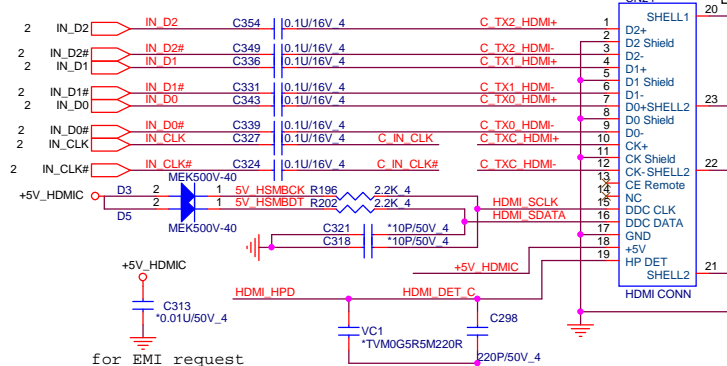 SHELL1 20
2 IN_D2 IN_D2 C354 0.1U/16V_4 C_TX2_HDMI+ 1 D2+
2 D2 Shield
2 IN_D2# IN_D2# C349 0.1U/16V_4 C_TX2_HDMI- 3 D2-
2 IN_D1 IN_D1 C336 0.1U/16V_4 C_TX1_HDMI+ 4 D1+
5 D1 Shield
2 IN_D1# IN_D1# C331 0.1U/16V_4 C_TX1_HDMI- 6 D1-
2 IN_D0 IN_D0 C343 0.1U/16V_4 C_TX0_HDMI+ 7 D0+SHELL2 23
8 D0 Shield
2 IN_D0# IN_D0# C339 0.1U/16V_4 C_TX0_HDMI- 9 D0-
2 IN_CLK IN_CLK C327 0.1U/16V_4 C_IN_CLK C_TXC_HDMI+ 10 CK+
11 CK Shield
2 IN_CLK# IN_CLK# C324 0.1U/16V_4 C_IN_CLK# C_TXC_HDMI- 12 CK-SHELL2 22
13 CE Remote
MEK500V-40
14 NC
+5V_HDMIC D3 2 1 5V_HSMBCK R196 2.2K_4 HDMI_SCLK 15 DDC CLK
D5 2 1 5V_HSMBDT R202 2.2K_4 HDMI_SDATA 16 DDC DATA
MEK500V-40 C321 *10P/50V_4 17 GND
C318 *10P/50V_4 18 +5V
+5V_HDMIC +5V_HDMIC 19 HP DET
SHELL2 21
HDMI_HPD HDMI_DET_C HDMI CONN
C313
*0.01U/50V_4
C298
VC1
*TVM0G5R5M220R
220P/50V_4
for EMI request